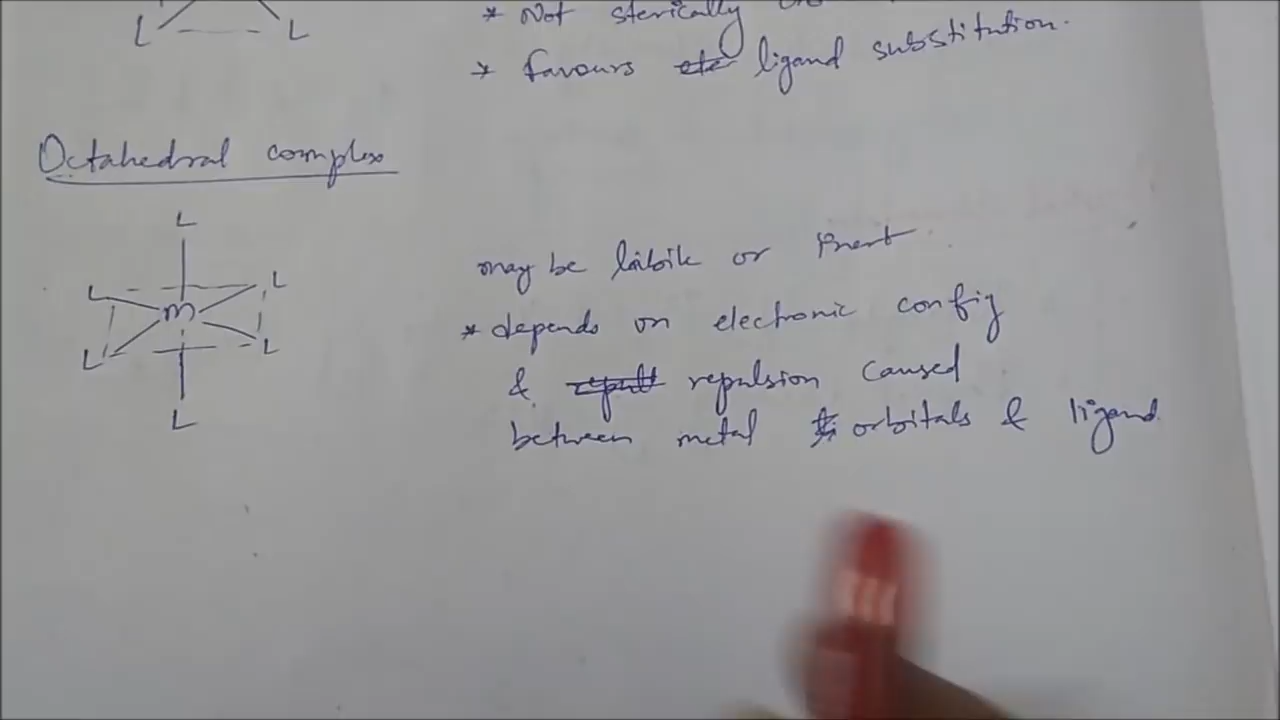 * Not sterically
L L
* favours ligand substitution.
Octahedral complex
L
L L
m
L L
L
may be labile or inert
* depends on electronic config
& repulsion caused
between metal orbitals & ligand.